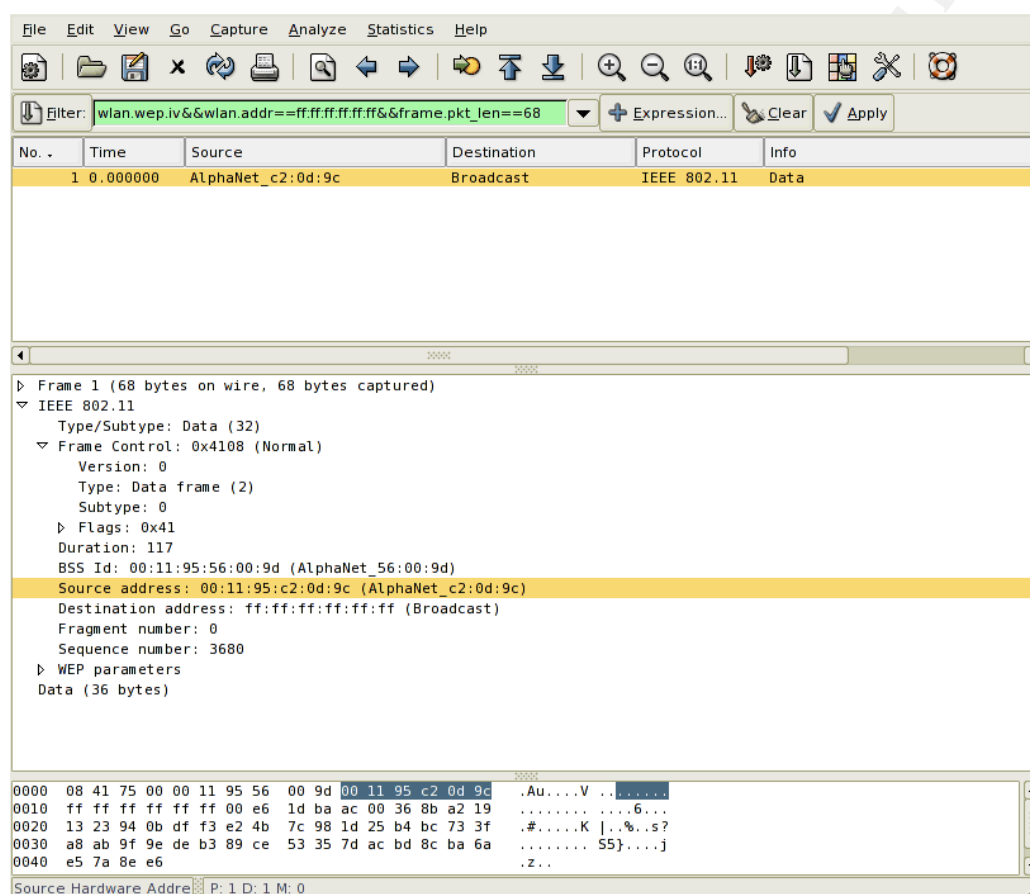 File Edit View Go Capture Analyze Statistics Help
Filter: wlan.wep.iv&&wlan.addr==ff:ff:ff:ff:ff:ff&&frame.pkt_len==68 Expression... Clear Apply
No. . Time Source Destination Protocol Info
1 0.000000 AlphaNet_c2:0d:9c Broadcast IEEE 802.11 Data
Frame 1 (68 bytes on wire, 68 bytes captured)
IEEE 802.11
Type/Subtype: Data (32)
Frame Control: 0x4108 (Normal)
Version: 0
Type: Data frame (2)
Subtype: 0
Flags: 0x41
Duration: 117
BSS Id: 00:11:95:56:00:9d (AlphaNet_56:00:9d)
Source address: 00:11:95:c2:0d:9c (AlphaNet_c2:0d:9c)
Destination address: ff:ff:ff:ff:ff:ff (Broadcast)
Fragment number: 0
Sequence number: 3680
WEP parameters
Data (36 bytes)
0000 08 41 75 00 00 11 95 56 00 9d 00 11 95 c2 0d 9c .Au....V ........
0010 ff ff ff ff ff ff 00 e6 1d ba ac 00 36 8b a2 19 ........ ....6...
0020 13 23 94 0b df f3 e2 4b 7c 98 1d 25 b4 bc 73 3f .#.....K |..%..s?
0030 a8 ab 9f 9e de b3 89 ce 53 35 7d ac bd 8c ba 6a ........ S5}....j
0040 e5 7a 8e e6 .z..
Source Hardware Addre P: 1 D: 1 M: 0